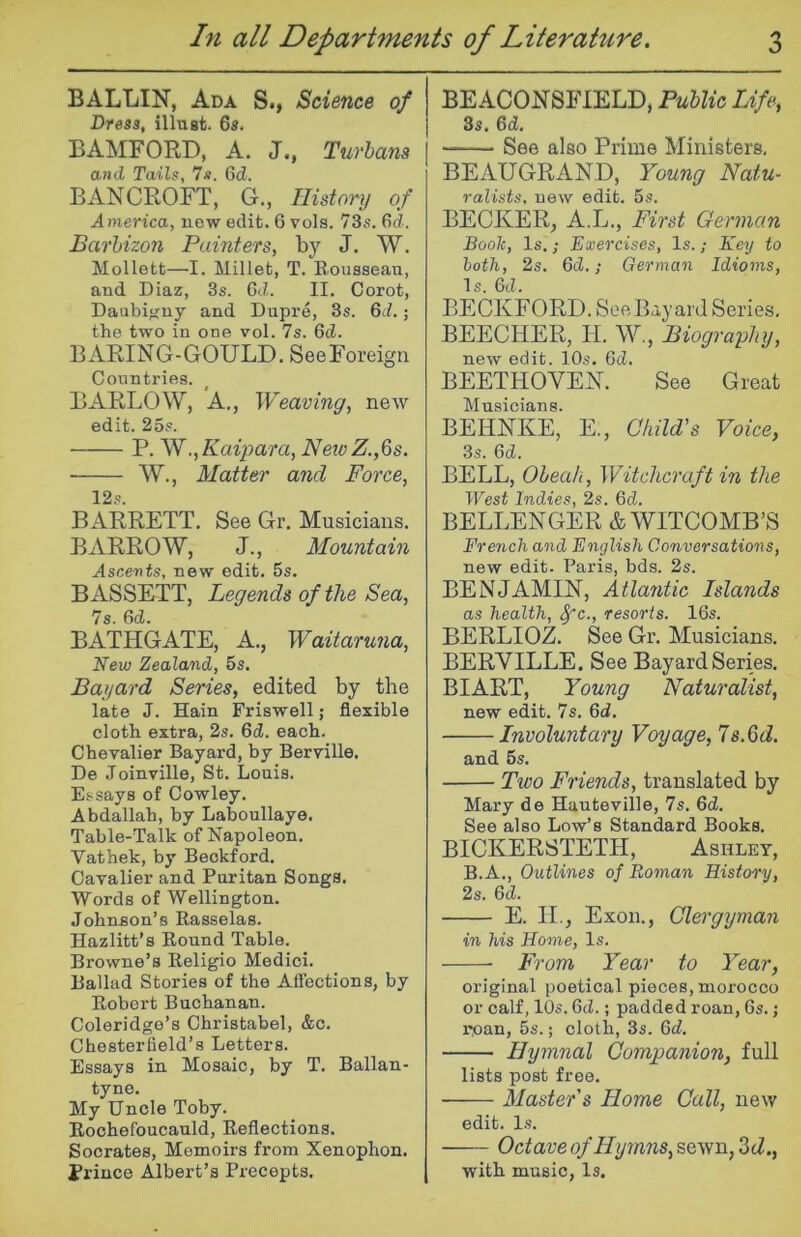 In all Departments of Literature. 3
BALLIN, ADA S., Science of
Dress, illust. 6s.
BAMFORD, A. J., Turbans
and Tails, 7s. 6d.
BANCROFT, G., History of
America, new edit. 6 vols. 73s. 6d.
Barbizon Painters, by J. W.
Mollett—I. Millet, T. Rousseau,
and Diaz, 3s. 6d. II. Corot,
Daubigny and Dupré, 3s. 6d.;
the two in one vol. 7s. 6d.
BARING-GOULD. See Foreign
Countries.
BARLOW, A., Weaving, new
edit. 25s.
—— P. W., Kaipara, New Z., 6s.
—— W., Matter and Force,
12s.
BARRETT. See Gr. Musicians.
BARROW, J., Mountain
Ascents, new edit. 5s.
BASSETT, Legends of the Sea,
7s. 6d.
BATHGATE, A., Waitaruna,
New Zealand, 5s.
Bayard Series, edited by the
late J. Hain Friswell; flexible
cloth extra, 2s. 6d. each.
Chevalier Bayard, by Berville.
De Joinville, St. Louis.
Essays of Cowley.
Abdallah, by Laboullaye.
Table-Talk of Napoleon.
Vathek, by Beckford.
Cavalier and Puritan Songs.
Words of Wellington.
Johnson's Rasselas.
Hazlitt's Round Table.
Browne's Religio Medici.
Ballad Stories of the Affections, by
Robert Buchanan.
Coleridge's Christabel, &c.
Chesterfield's Letters.
Essays in Mosaic, by T. Ballan-
tyne.
My Uncle Toby.
Rochefoucauld, Reflections.
Socrates, Memoirs from Xenophon.
Prince Albert's Precepts.
BEACONSFIELD, Public Life,
3s. 6d.
—— See also Prime Ministers.
BEAUGRAND, Young Natu-
ralists, new edit. 5s.
BECKER, A.L., First German
Book, 1s.; Exercises, 1s.; Key to
both, 2s. 6d.; German Idioms,
1s. 6d.
BECKFORD. See Bayard Series.
BEECHER, H. W., Biography,
new edit. 10s. 6d.
BEETHOVEN. See Great
Musicians.
BEHNKE, E., Child's Voice,
3s. 6d.
BELL, Obeah, Witchcraft in the
West Indies, 2s. 6d.
BELLENGER & WITCOMB'S
French and English Conversations,
new edit. Paris, bds. 2s.
BENJAMIN, Atlantic Islands
as health, &c., resorts. 16s.
BERLIOZ. See Gr. Musicians.
BERVILLE. See Bayard Series.
BIART, Young Naturalist,
new edit. 7s. 6d.
—— Involuntary Voyage, 7s.6d.
and 5s.
—— Two Friends, translated by
Mary de Hauteville, 7s. 6d.
See also Low's Standard Books.
BICKERSTETH, ASHLEY,
B.A., Outlines of Roman History,
2s. 6d.
—— E. H., Exon., Clergyman
in his Home, 1s.
—— From Year to Year,
original poetical pieces, morocco
or calf, 10s. 6d.; padded roan, 6s.;
roan, 5s.; cloth, 3s. 6d.
—— Hymnal Companion, full
lists post free.
—— Master's Home Call, new
edit. 1s.
—— Octave of Hymns, sewn, 3d.,
with music, 1s.